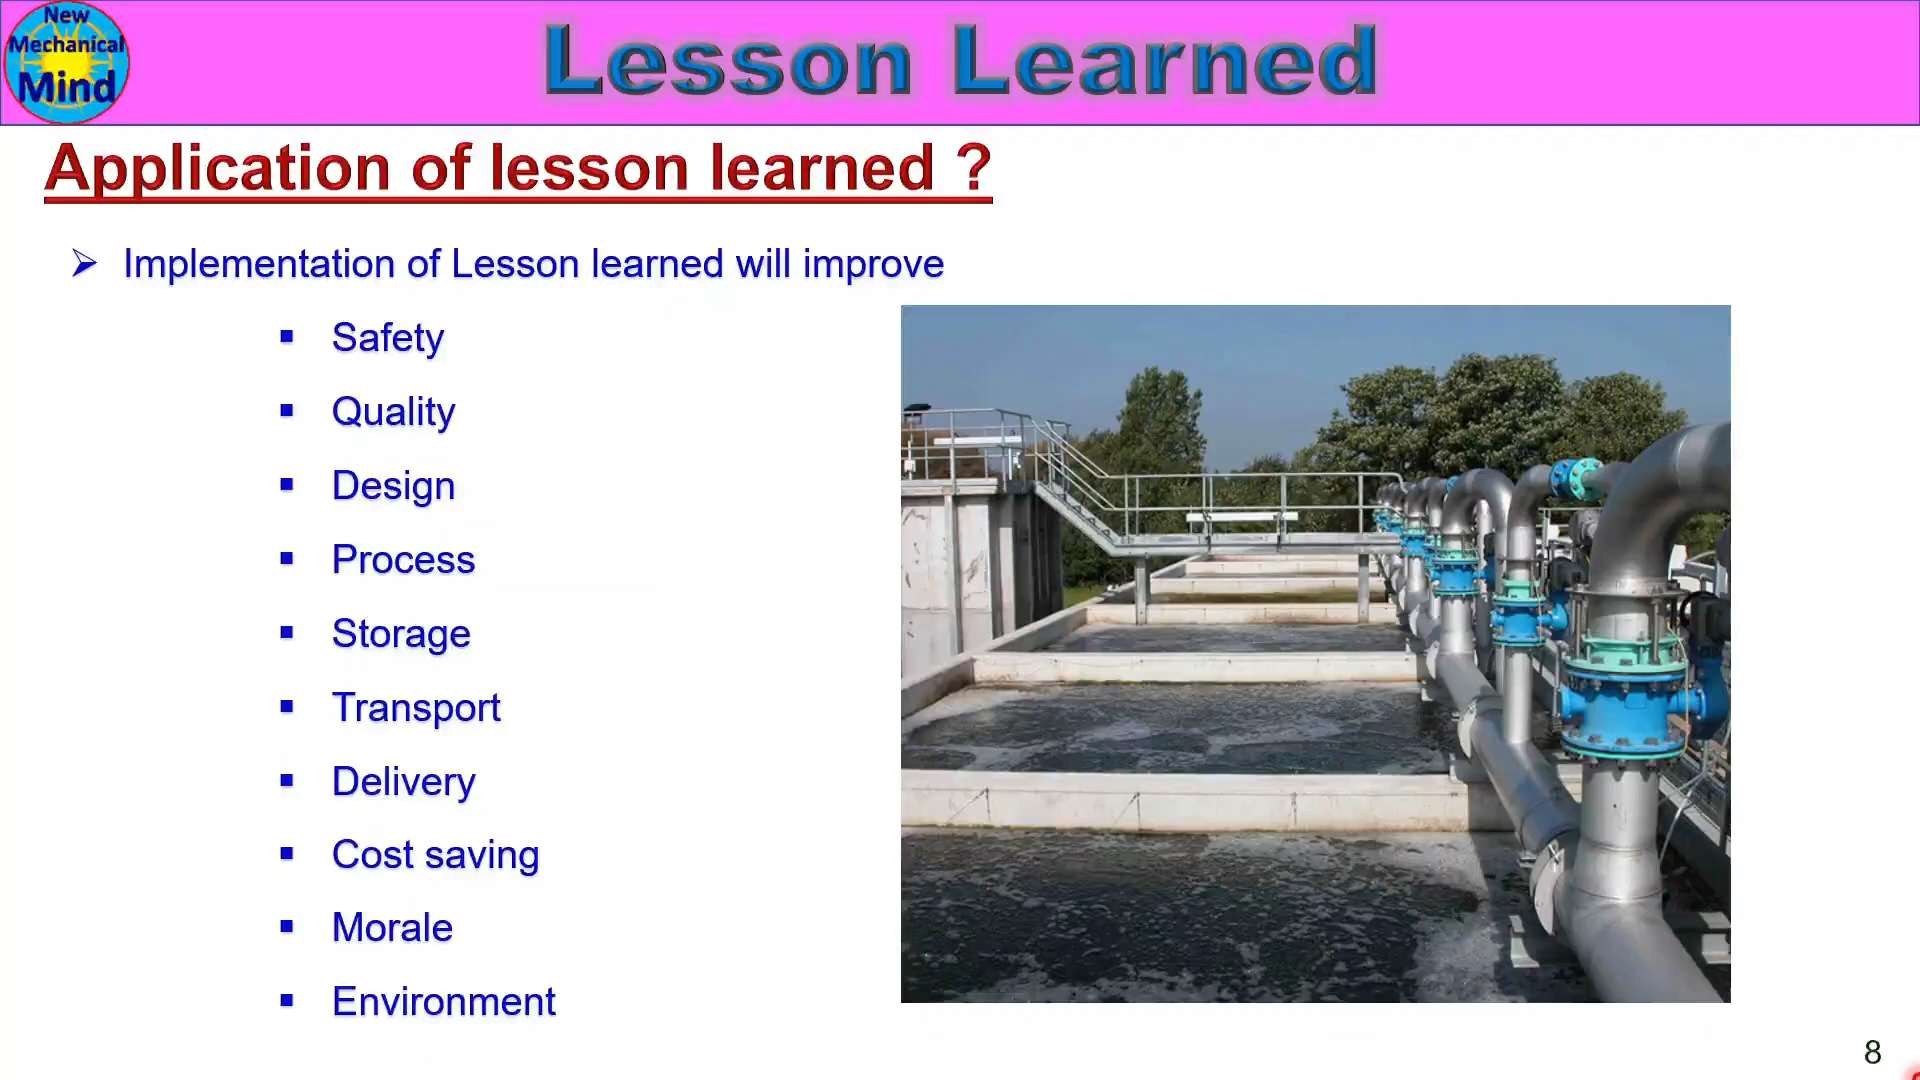 New
Mechanical
Mind
Lesson Learned
Application of lesson learned ?
Implementation of Lesson learned will improve
Safety
Quality
Design
Process
Storage
Transport
Delivery
Cost saving
Morale
Environment
8